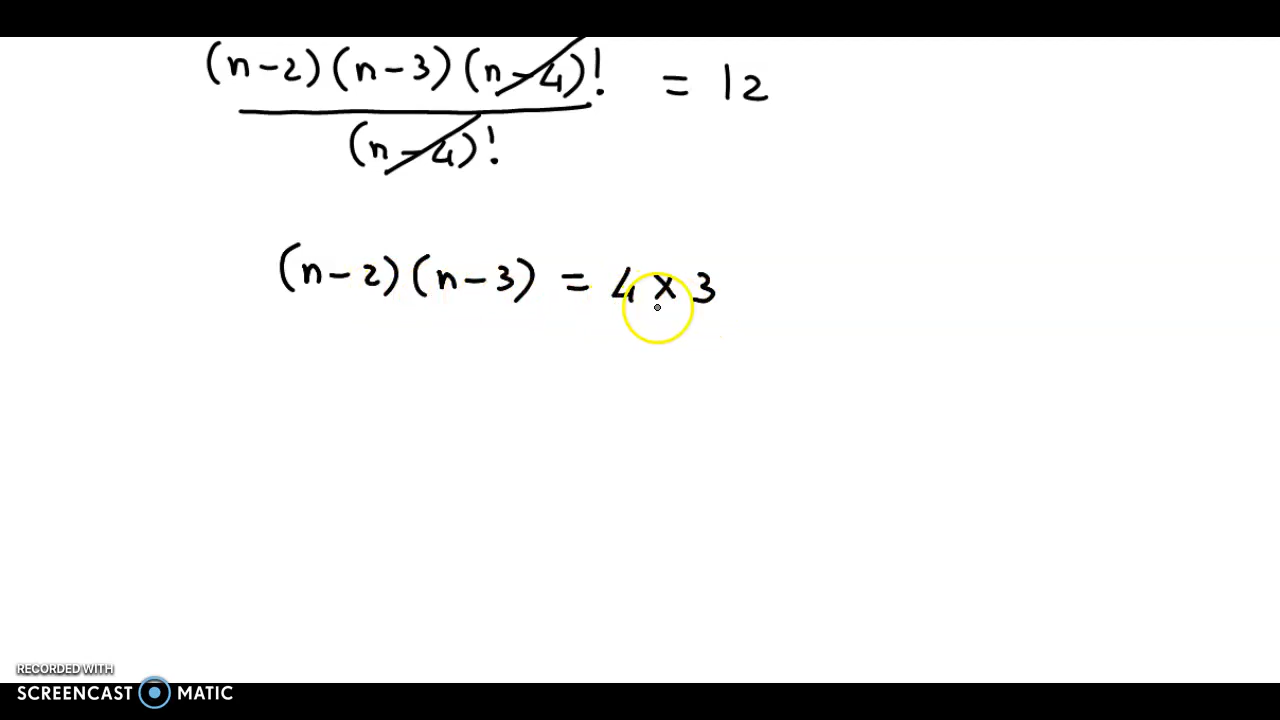 (n-2)(n-3)(n-4)! = 12
(n-4)!
(n-2)(n-3) = 4 × 3
RECORDED WITH
SCREENCAST MATIC